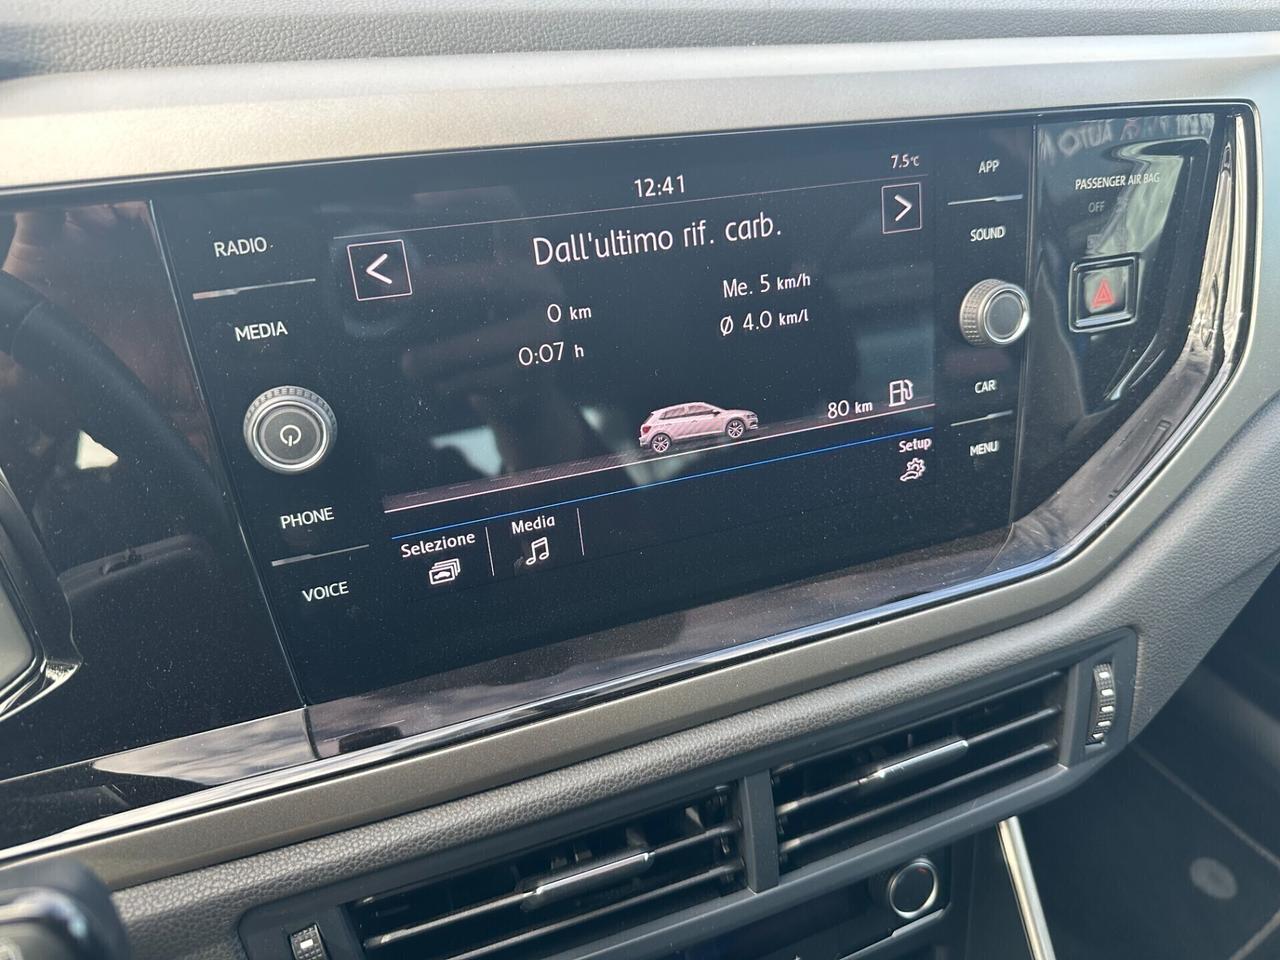 12:41
7.5°C
Dall'ultimo rif. carb.
0 km
Me. 5 km/h
0:07 h
Ø 4.0 km/l
80 km
Setup
Selezione
Media
RADIO
MEDIA
PHONE
VOICE
APP
SOUND
CAR
MENU
PASSENGER AIR BAG
OFF